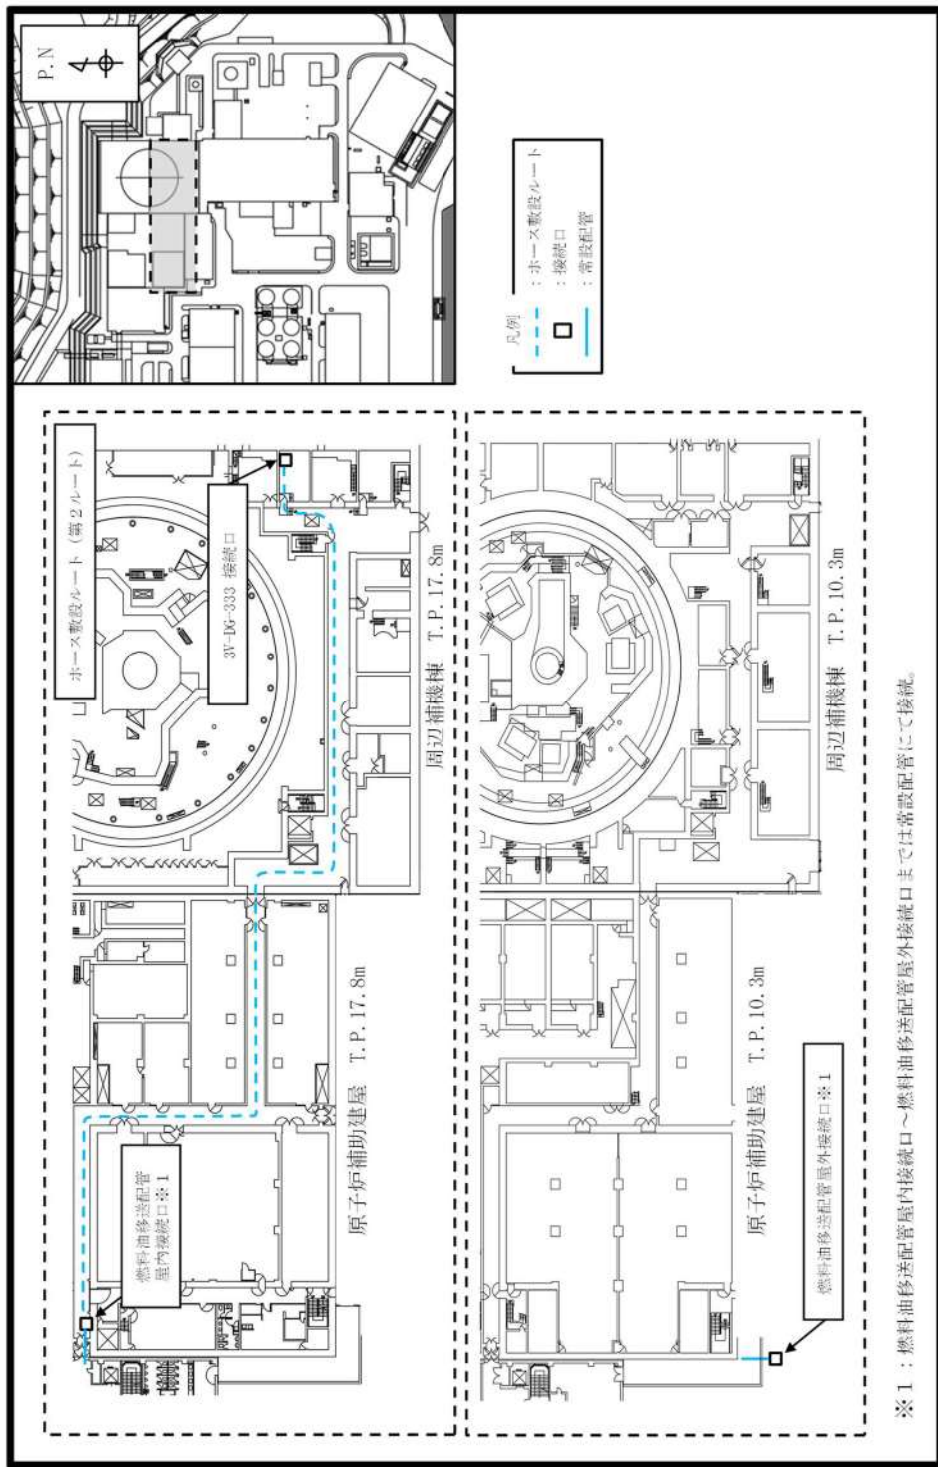 P.N
凡例
：ホース敷設ルート
：接続口
：常設配管
ホース敷設ルート（第2ルート）
3V-DG-333 接続口
燃料油移送配管
屋内接続口※1
原子炉補助建屋 T.P.17.8m
周辺補機棟 T.P.17.8m
原子炉補助建屋 T.P.10.3m
周辺補機棟 T.P.10.3m
燃料油移送配管屋外接続口※1
※1：燃料油移送配管屋内接続口～燃料油移送配管屋外接続口までは常設配管にて接続。